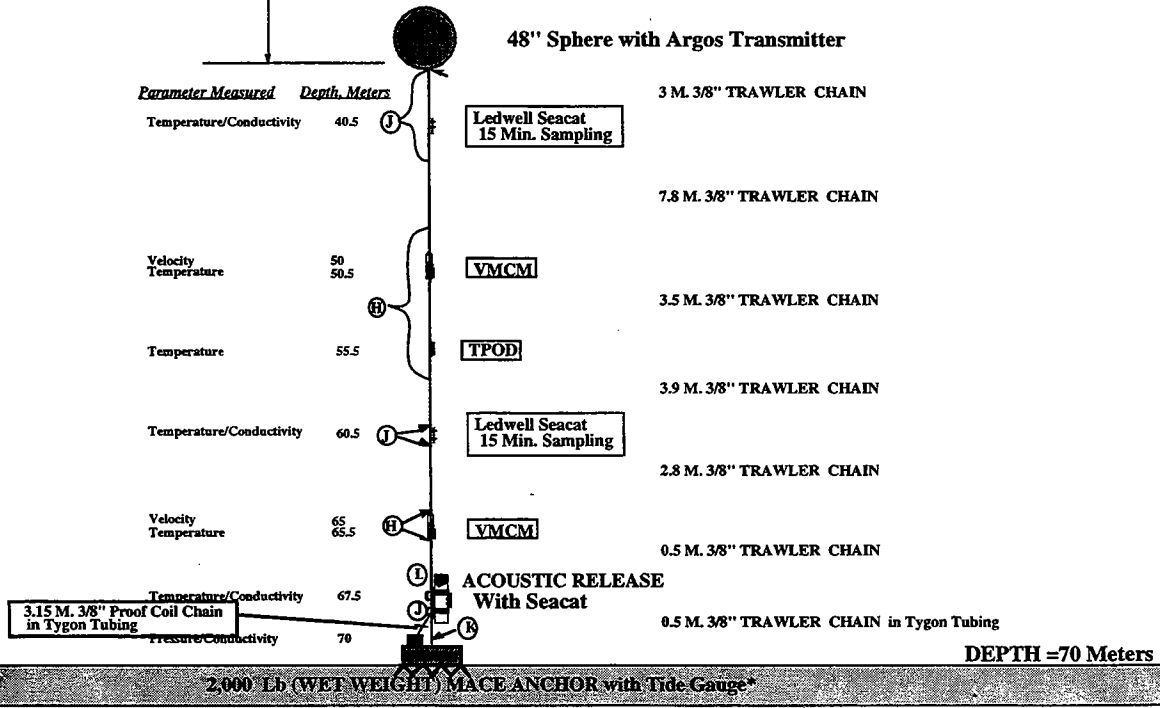 48" Sphere with Argos Transmitter
Parameter Measured Depth, Meters
3 M. 3/8" TRAWLER CHAIN
Temperature/Conductivity 40.5 J
Ledwell Seacat
15 Min. Sampling
7.8 M. 3/8" TRAWLER CHAIN
Velocity 50
Temperature 50.5
VMCM
H
3.5 M. 3/8" TRAWLER CHAIN
Temperature 55.5
TPOD
3.9 M. 3/8" TRAWLER CHAIN
Temperature/Conductivity 60.5 J
Ledwell Seacat
15 Min. Sampling
2.8 M. 3/8" TRAWLER CHAIN
Velocity 65
Temperature 65.5
H
VMCM
0.5 M. 3/8" TRAWLER CHAIN
I
ACOUSTIC RELEASE
With Seacat
Temperature/Conductivity 67.5
J
3.15 M. 3/8" Proof Coil Chain
in Tygon Tubing
0.5 M. 3/8" TRAWLER CHAIN in Tygon Tubing
K
Pressure/Conductivity 70
DEPTH =70 Meters
2,000 Lb (WET WEIGHT) MACE ANCHOR with Tide Gauge*